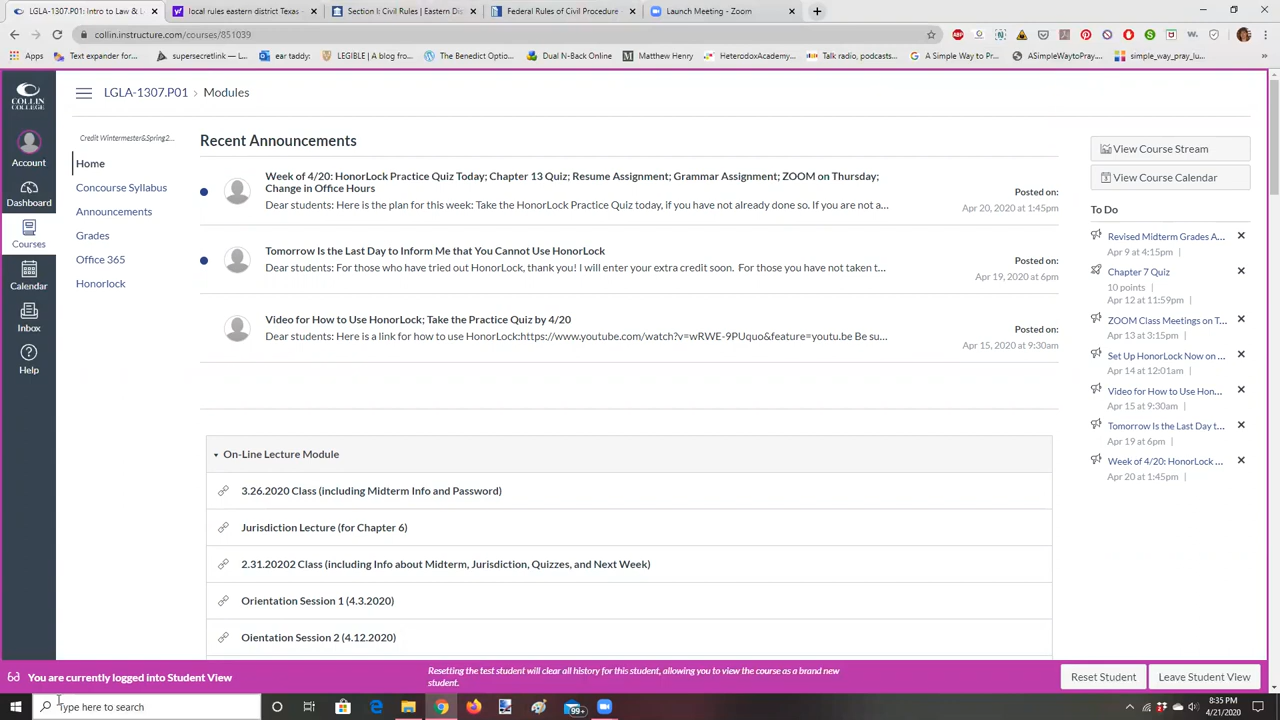 LGLA-1307.P01: Intro to Law & L
local rules eastern district Texas
Section II Civil Rules | Eastern Dis
Federal Rules of Civil Procedure
Launch Meeting - Zoom
collin.instructure.com/courses/851039
Apps
Text expander for...
supersecretlink — L...
ear taddy:
LEGIBLE | A blog fro...
The Benedict Optio...
Dual N-Back Online
Matthew Henry
HeterodoxAcademy...
Talk radio, podcasts...
A Simple Way to Pr...
ASimpleWaytoPray...
simple_way_pray_lu...
COLLIN COLLEGE
LGLA-1307.P01 › Modules
Account
Dashboard
Courses
Calendar
Inbox
Help
Credit Wintermester&Spring2...
Home
Concourse Syllabus
Announcements
Grades
Office 365
Honorlock
Recent Announcements
Week of 4/20: HonorLock Practice Quiz Today; Chapter 13 Quiz; Resume Assignment; Grammar Assignment; ZOOM on Thursday;
Change in Office Hours
Dear students: Here is the plan for this week: Take the HonorLock Practice Quiz today, if you have not already done so. If you are not a...
Posted on:
Apr 20, 2020 at 1:45pm
Tomorrow Is the Last Day to Inform Me that You Cannot Use HonorLock
Dear students: For those who have tried out HonorLock, thank you! I will enter your extra credit soon. For those you have not taken t...
Posted on:
Apr 19, 2020 at 6pm
Video for How to Use HonorLock; Take the Practice Quiz by 4/20
Dear students: Here is a link for how to use HonorLock:https://www.youtube.com/watch?v=wRWE-9PUquo&feature=youtu.be Be su...
Posted on:
Apr 15, 2020 at 9:30am
On-Line Lecture Module
3.26.2020 Class (including Midterm Info and Password)
Jurisdiction Lecture (for Chapter 6)
2.31.20202 Class (including Info about Midterm, Jurisdiction, Quizzes, and Next Week)
Orientation Session 1 (4.3.2020)
Oientation Session 2 (4.12.2020)
View Course Stream
View Course Calendar
To Do
Revised Midterm Grades A...
Apr 9 at 4:15pm |
Chapter 7 Quiz
10 points |
Apr 12 at 11:59pm |
ZOOM Class Meetings on T...
Apr 13 at 3:15pm |
Set Up HonorLock Now on ...
Apr 14 at 12:01am |
Video for How to Use Hon...
Apr 15 at 9:30am |
Tomorrow Is the Last Day t...
Apr 19 at 6pm |
Week of 4/20: HonorLock ...
Apr 20 at 1:45pm |
You are currently logged into Student View
Resetting the test student will clear all history for this student, allowing you to view the course as a brand new
student.
Reset Student
Leave Student View
Type here to search
99+
8:35 PM
4/21/2020